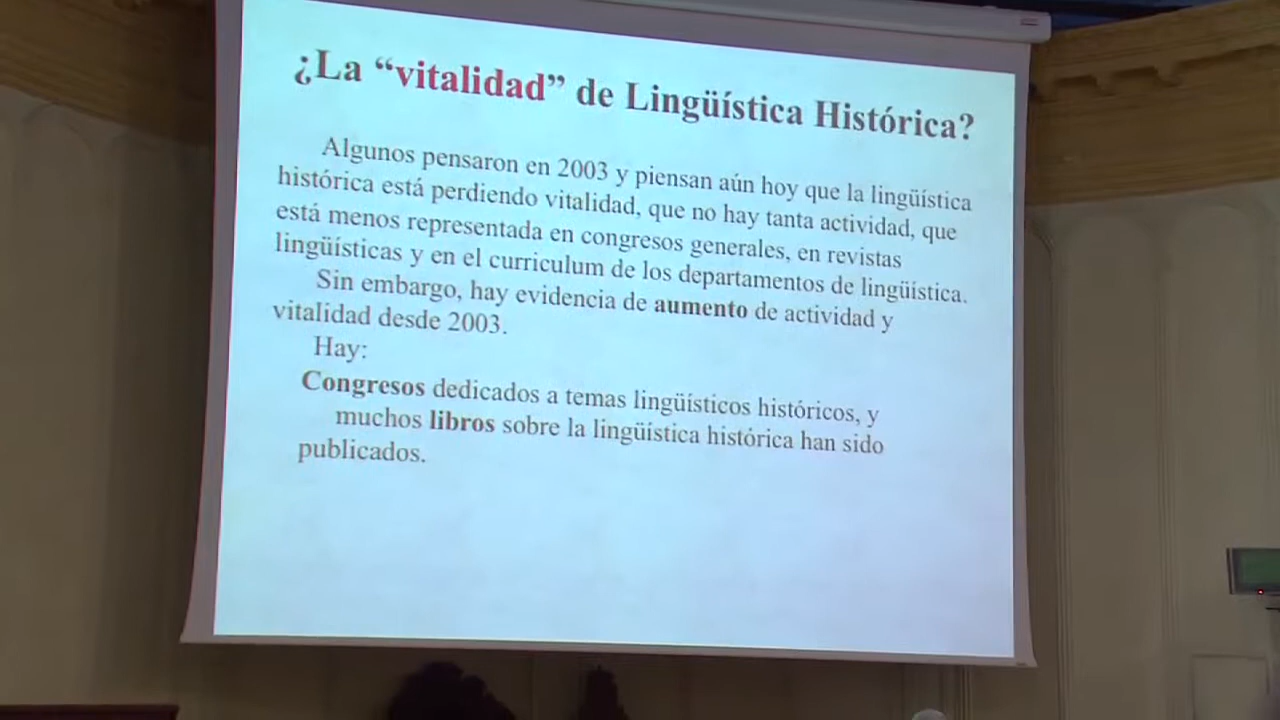 ¿La “vitalidad” de Lingüística Histórica?
Algunos pensaron en 2003 y piensan aún hoy que la lingüística
histórica está perdiendo vitalidad, que no hay tanta actividad, que
está menos representada en congresos generales, en revistas
lingüísticas y en el curriculum de los departamentos de lingüística.
Sin embargo, hay evidencia de aumento de actividad y
vitalidad desde 2003.
Hay:
Congresos dedicados a temas lingüísticos históricos, y
muchos libros sobre la lingüística histórica han sido
publicados.